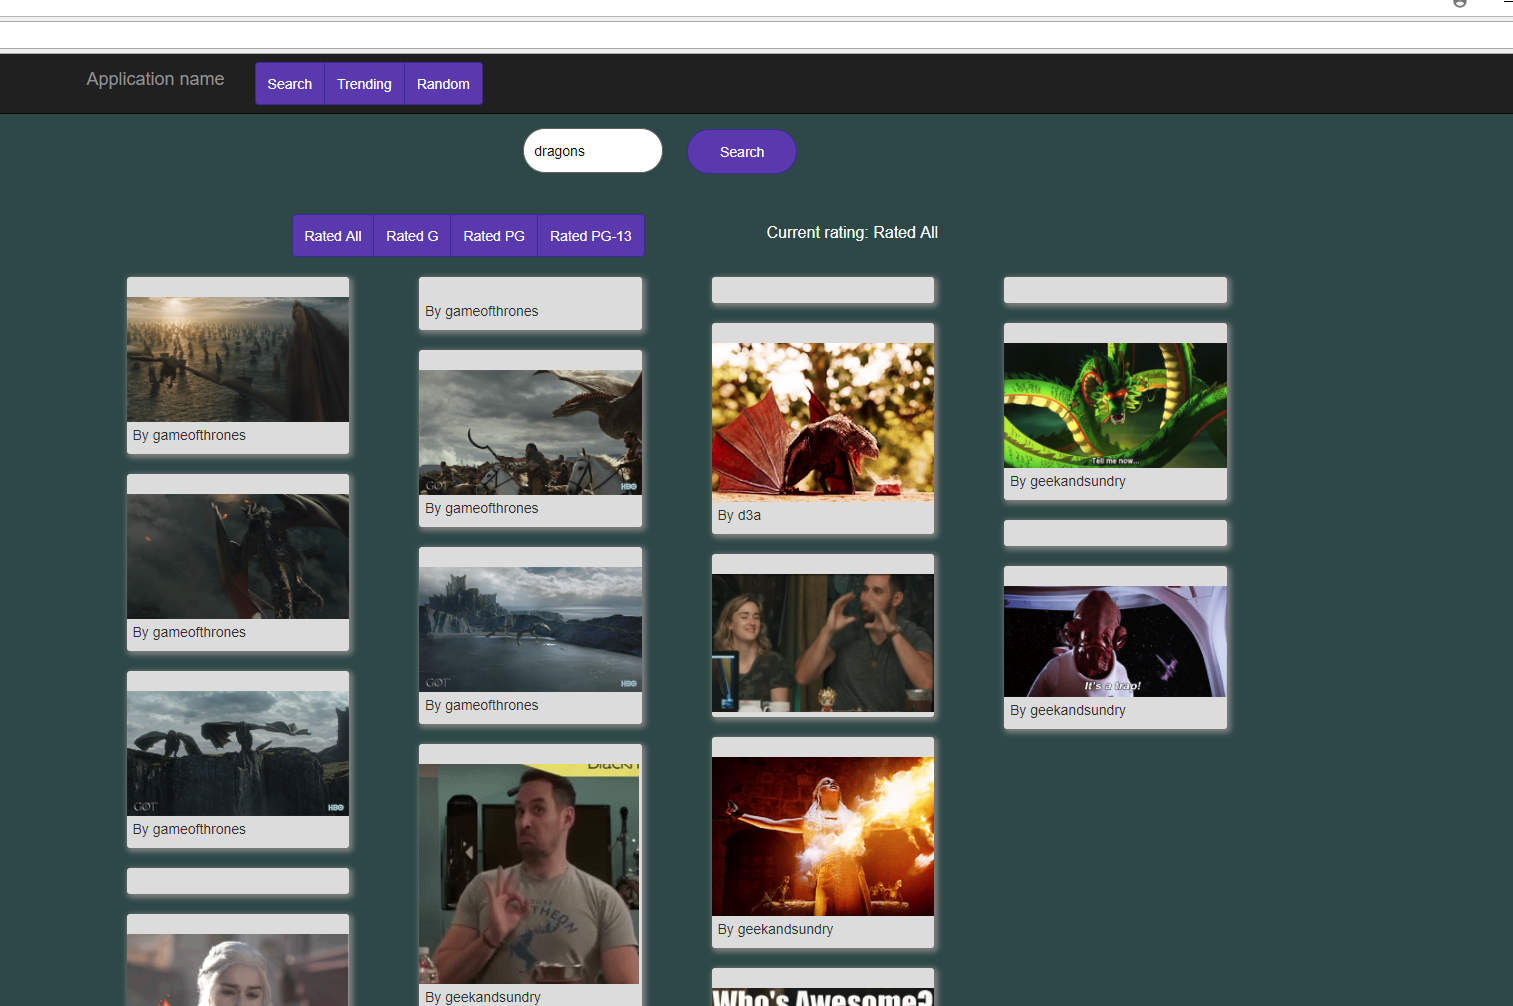 Application name
Search
Trending
Random
dragons
Search
Rated All
Rated G
Rated PG
Rated PG-13
Current rating: Rated All
By gameofthrones
By gameofthrones
By gameofthrones
By gameofthrones
By gameofthrones
GOT
HBO
By gameofthrones
GOT
HBO
By gameofthrones
GOT
HBO
By geekandsundry
By d3a
By geekandsundry
Who's Awesome?
Tell me now...
By geekandsundry
It's a trap!
By geekandsundry